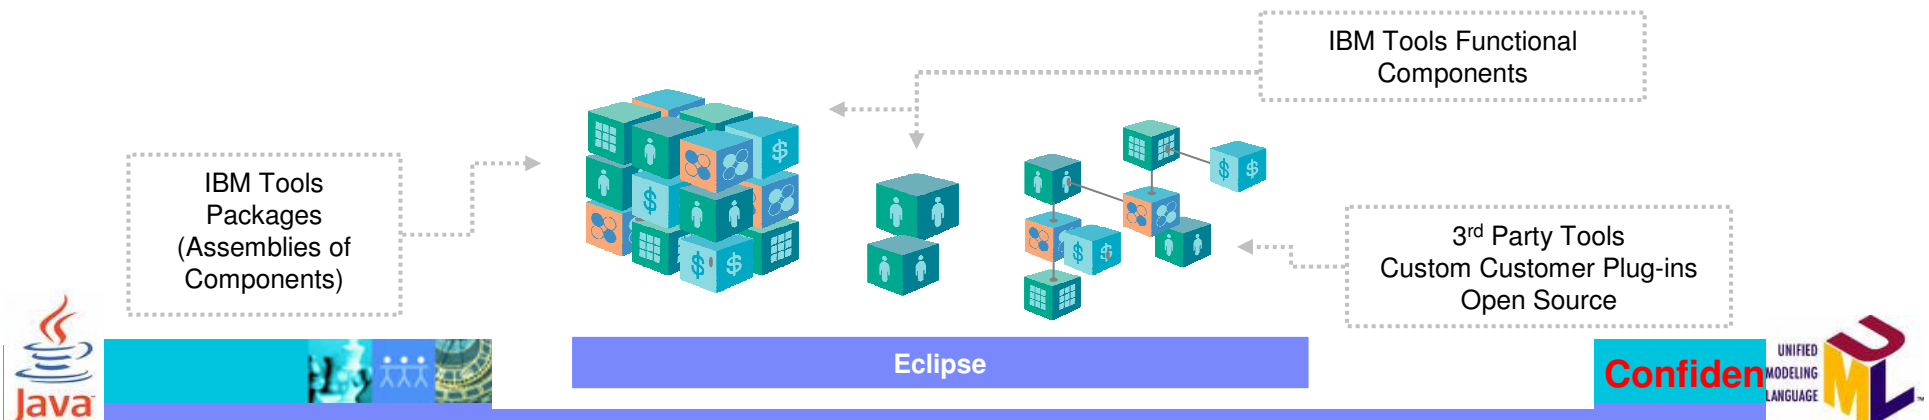 IBM Tools Functional
Components
IBM Tools
Packages
(Assemblies of
Components)
3rd Party Tools
Custom Customer Plug-ins
Open Source
Eclipse
Java
Confiden
UNIFIED
MODELING
LANGUAGE
UML